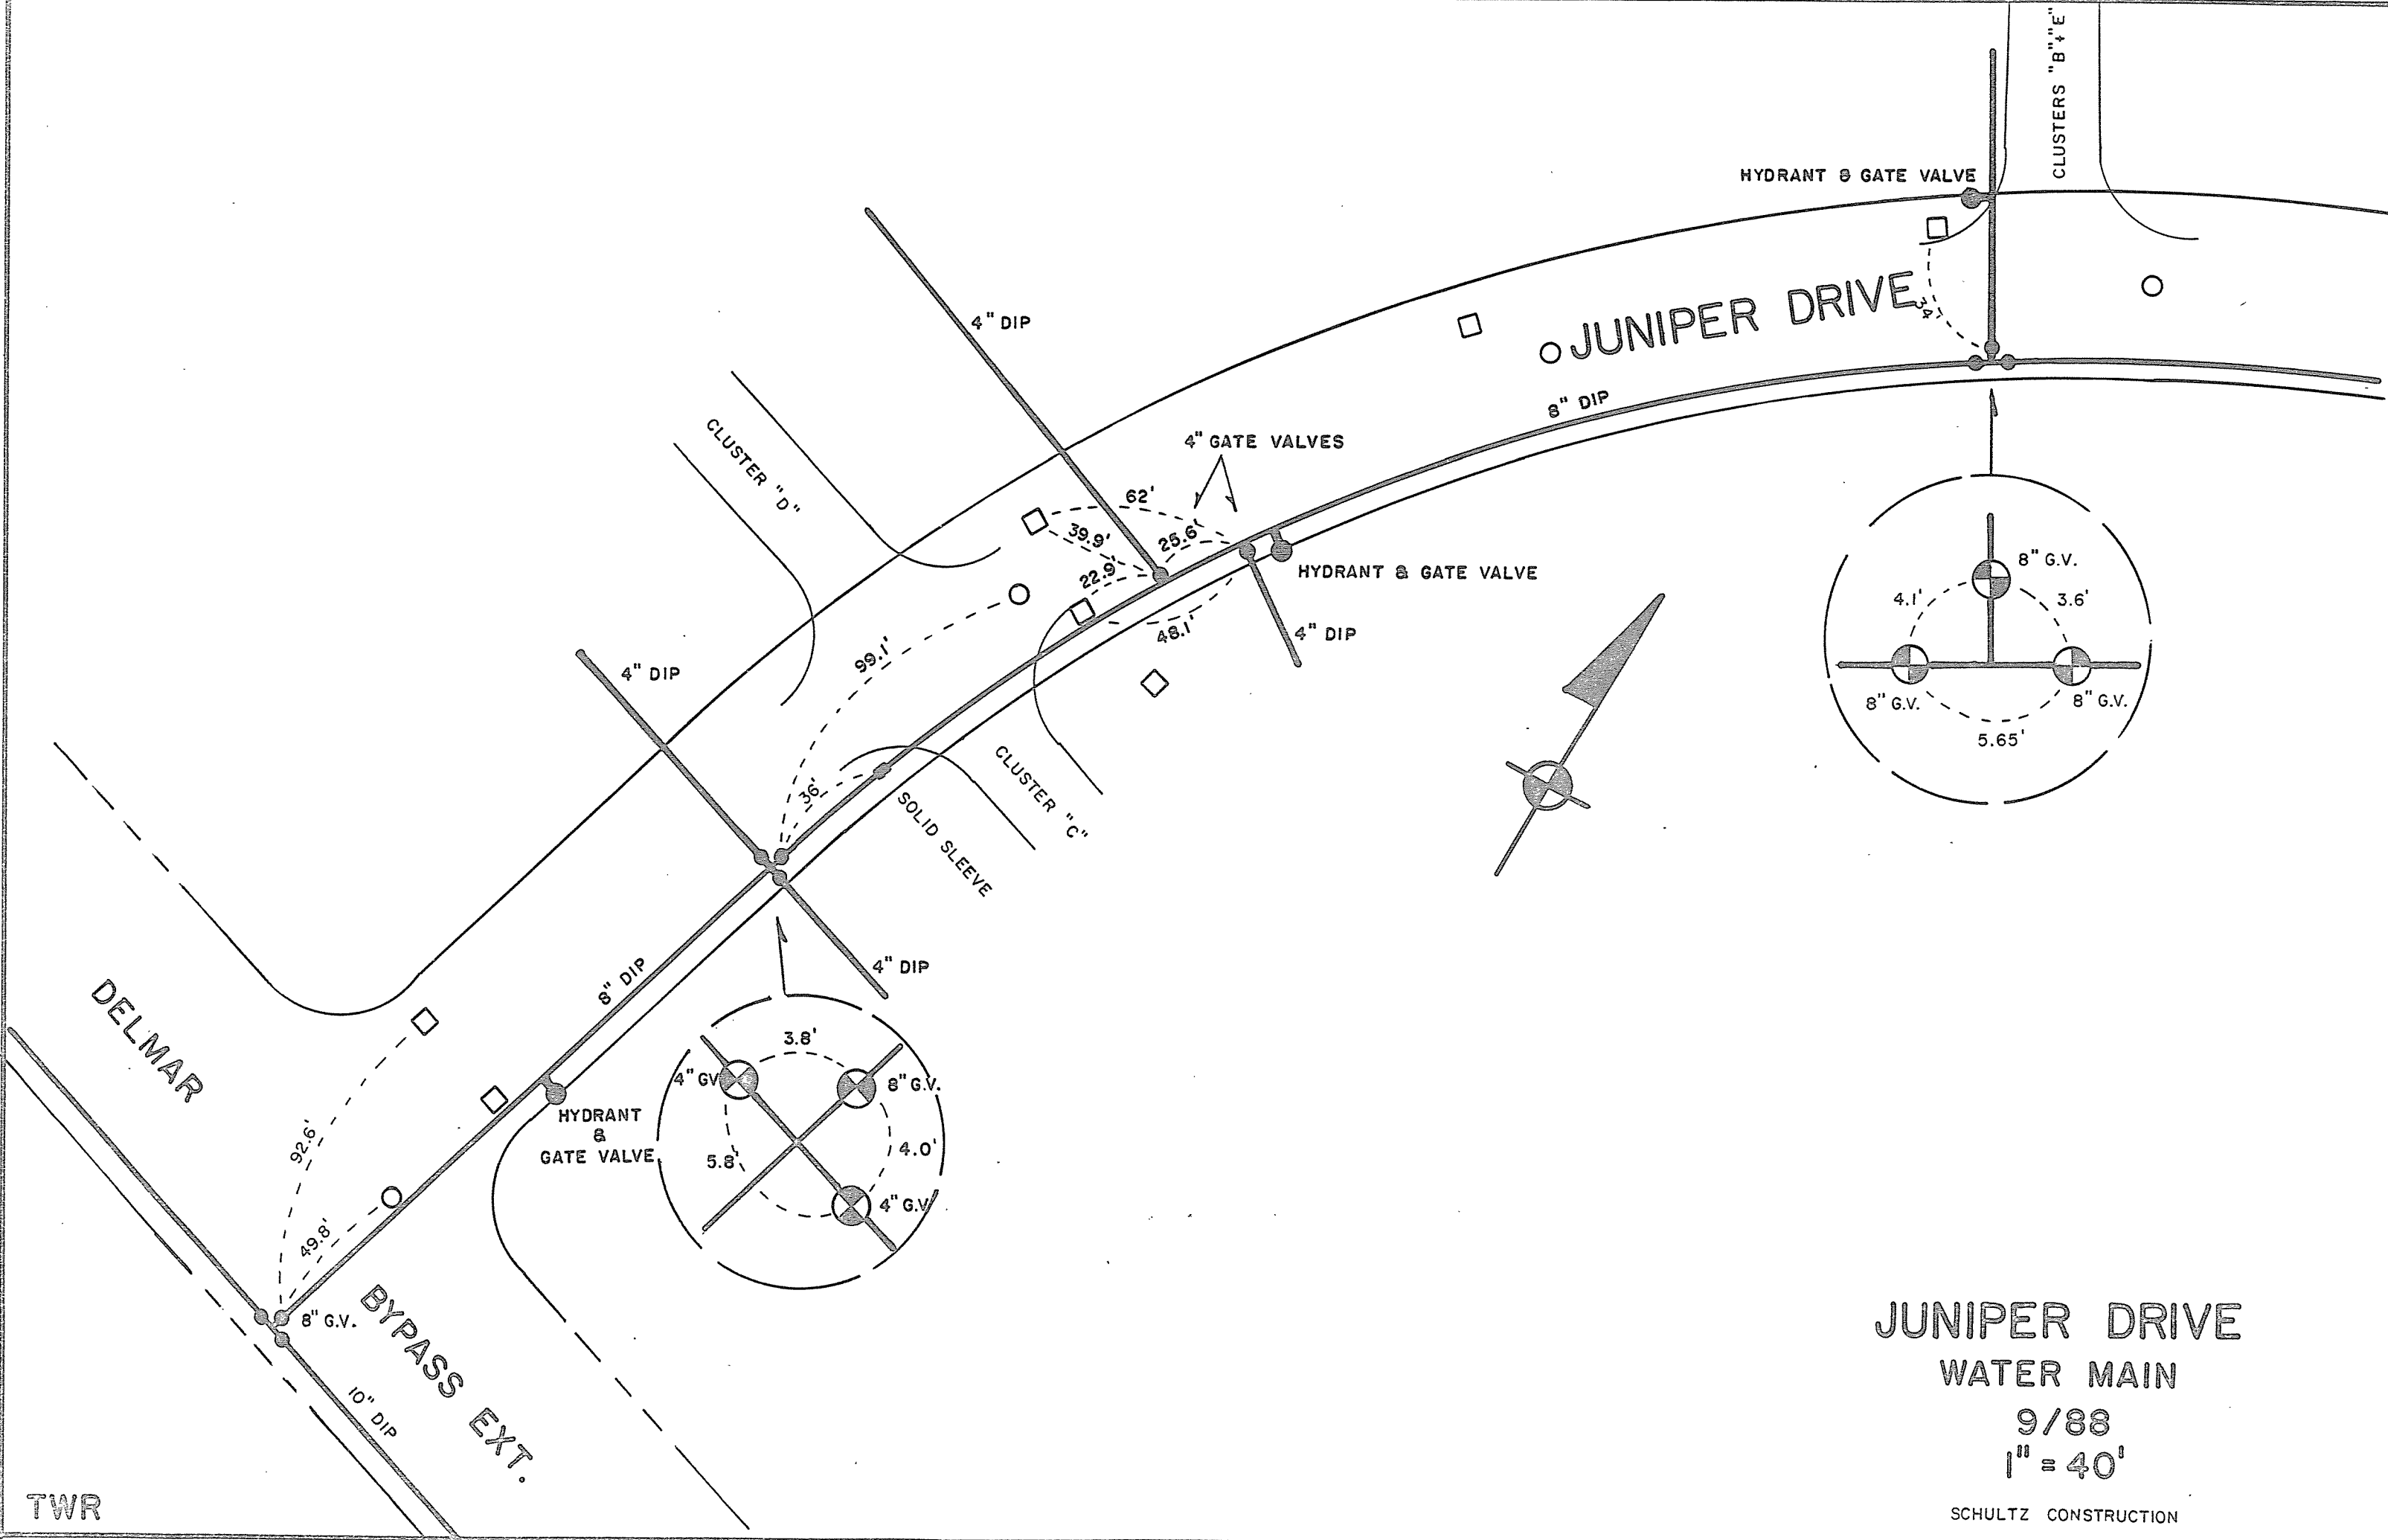 CLUSTERS "B"+"E"
HYDRANT & GATE VALVE
JUNIPER DRIVE
34'
4" DIP
8" DIP
CLUSTER "D"
4" GATE VALVES
62'
39.9'
25.6'
22.9'
48.1'
HYDRANT & GATE VALVE
4" DIP
99.1'
4" DIP
36'
SOLID SLEEVE
CLUSTER "C"
8" G.V.
4.1'
3.6'
8" G.V.
8" G.V.
5.65'
4" DIP
8" DIP
DELMAR
BYPASS EXT.
92.6'
49.8'
8" G.V.
10" DIP
HYDRANT
&
GATE VALVE
3.8'
4" GV
8" G.V.
5.8'
4.0'
4" G.V.
JUNIPER DRIVE
WATER MAIN
9/88
1" = 40'
SCHULTZ CONSTRUCTION
TWR